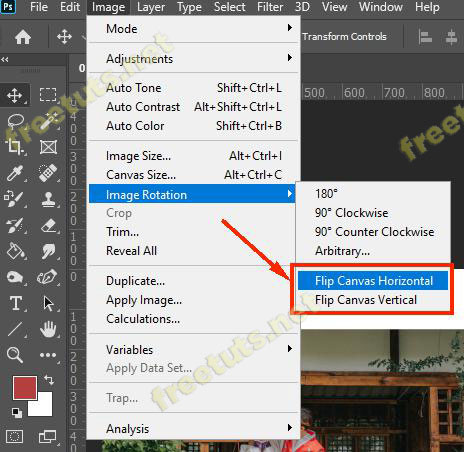 Ps File Edit Image Layer Type Select Filter 3D View Window
Transform Controls
Mode
Adjustments
Auto Tone Shift+Ctrl+L
Auto Contrast Alt+Shift+Ctrl+L
Auto Color Shift+Ctrl+B
Image Size... Alt+Ctrl+I
Canvas Size... Alt+Ctrl+C
Image Rotation
Crop
Trim...
Reveal All
Duplicate...
Apply Image...
Calculations...
Variables
Apply Data Set...
Trap...
Analysis
180°
90° Clockwise
90° Counter Clockwise
Arbitrary...
Flip Canvas Horizontal
Flip Canvas Vertical
500 600 700 800
freetuts.net
freetuts.net
freetuts.net